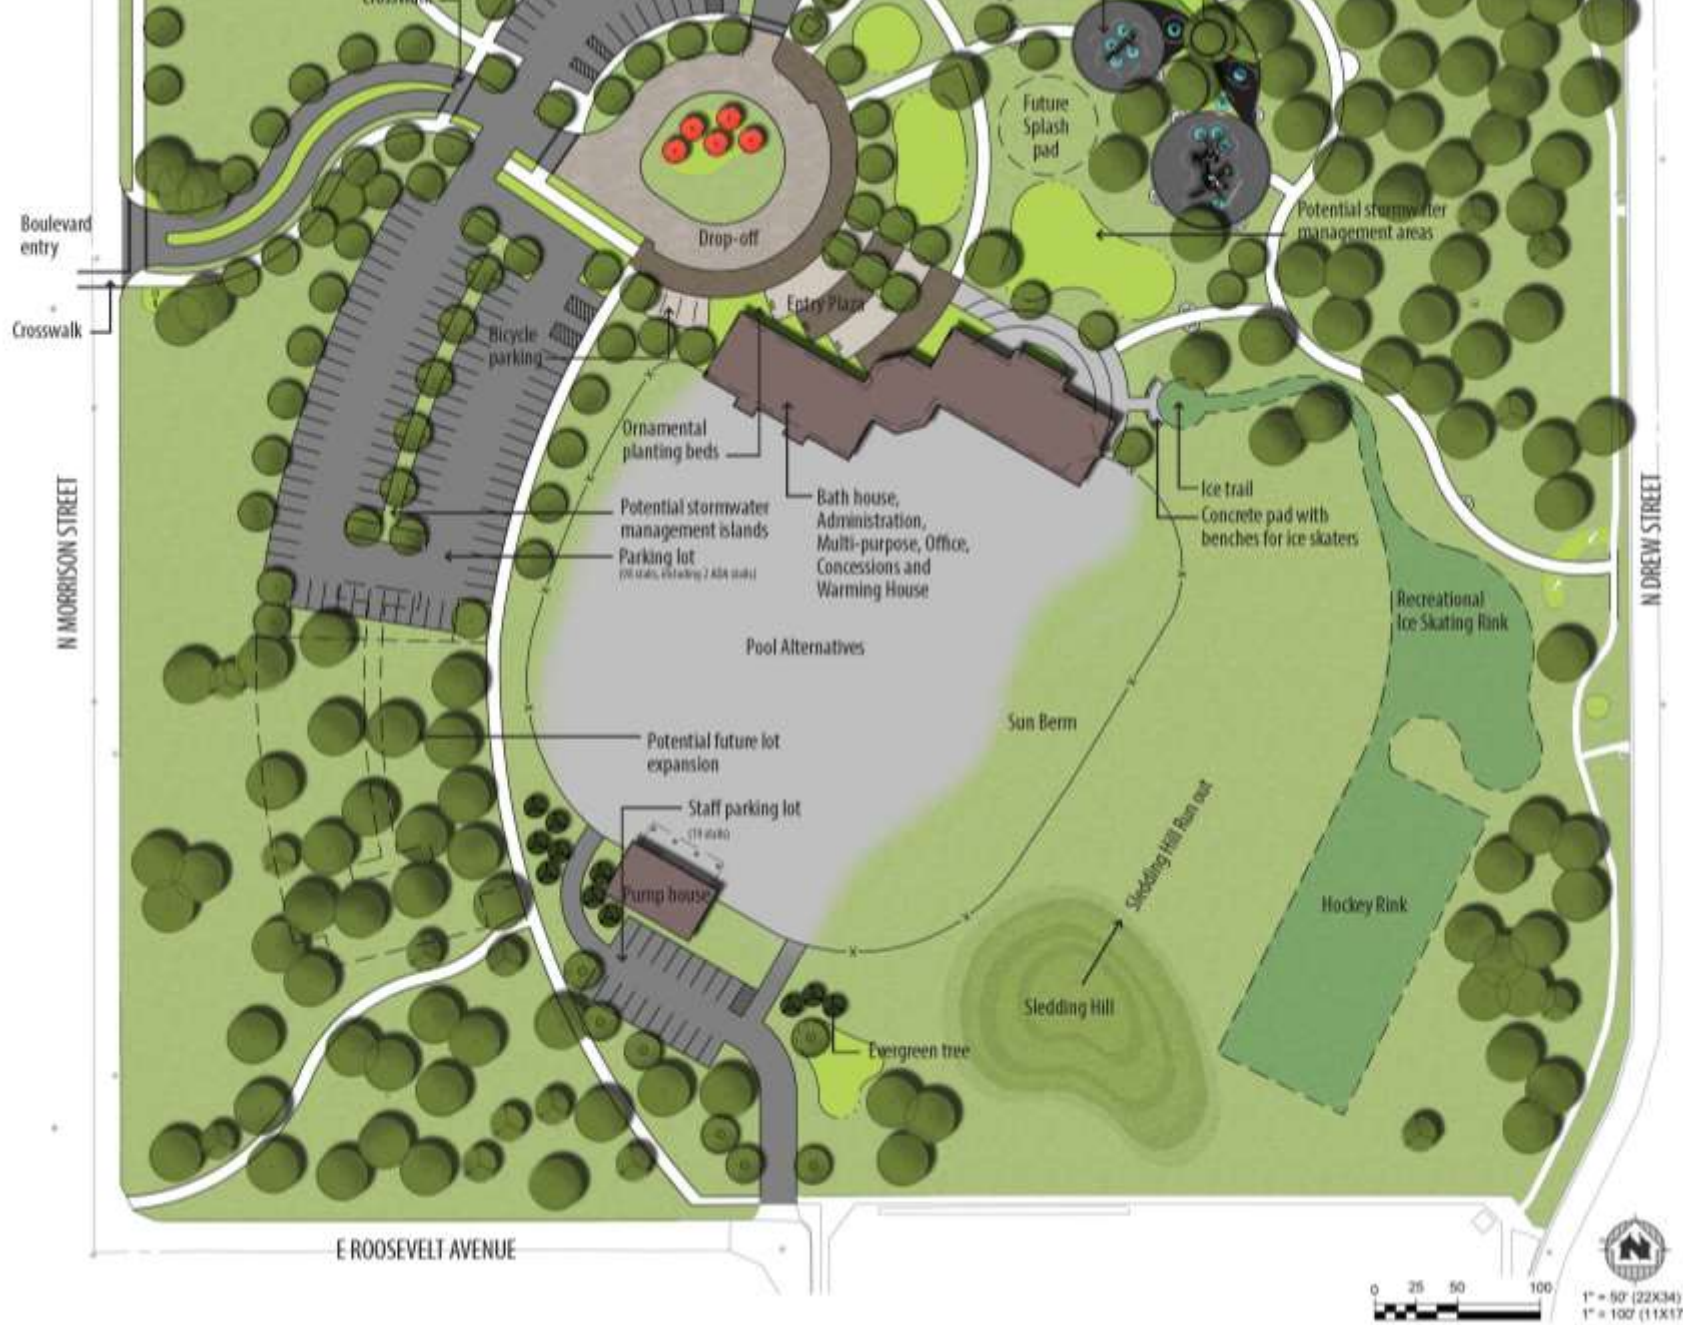 Crosswalk
Future
Splash
pad
Boulevard
entry
Potential stormwater
management areas
Drop-off
Entry Plaza
Crosswalk
Bicycle
parking
Ornamental
planting beds
Ice trail
Concrete pad with
benches for ice skaters
Potential stormwater
management islands
Parking lot
Bath house,
Administration,
Multi-purpose, Office,
Concessions and
Warming House
N MORRISON STREET
N DREW STREET
Recreational
Ice Skating Rink
Pool Alternatives
Sun Berm
Potential future lot
expansion
Staff parking lot
Sledding Hill Run out
Pump house
Hockey Rink
Sledding Hill
Evergreen tree
E ROOSEVELT AVENUE
N
0 25 50 100
1" = 50' (22X34)
1" = 100' (11X17